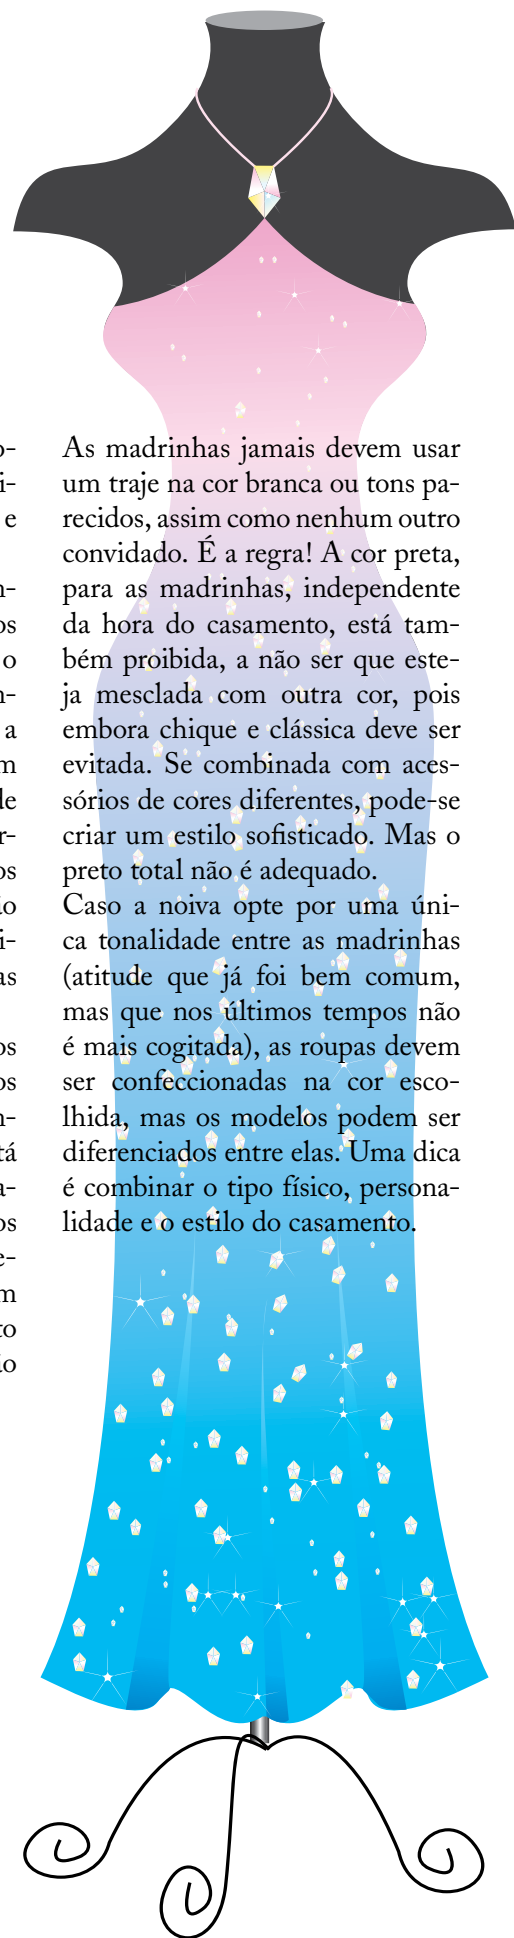 As madrinhas jamais devem usar
um traje na cor branca ou tons pa-
recidos, assim como nenhum outro
convidado. É a regra! A cor preta,
para as madrinhas, independente
da hora do casamento, está tam-
bém proibida, a não ser que este-
ja mesclada com outra cor, pois
embora chique e clássica deve ser
evitada. Se combinada com aces-
sórios de cores diferentes, pode-se
criar um estilo sofisticado. Mas o
preto total não é adequado.
Caso a noiva opte por uma úni-
ca tonalidade entre as madrinhas
(atitude que já foi bem comum,
mas que nos últimos tempos não
é mais cogitada), as roupas devem
ser confeccionadas na cor esco-
lhida, mas os modelos podem ser
diferenciados entre elas. Uma dica
é combinar o tipo físico, persona-
lidade e o estilo do casamento.